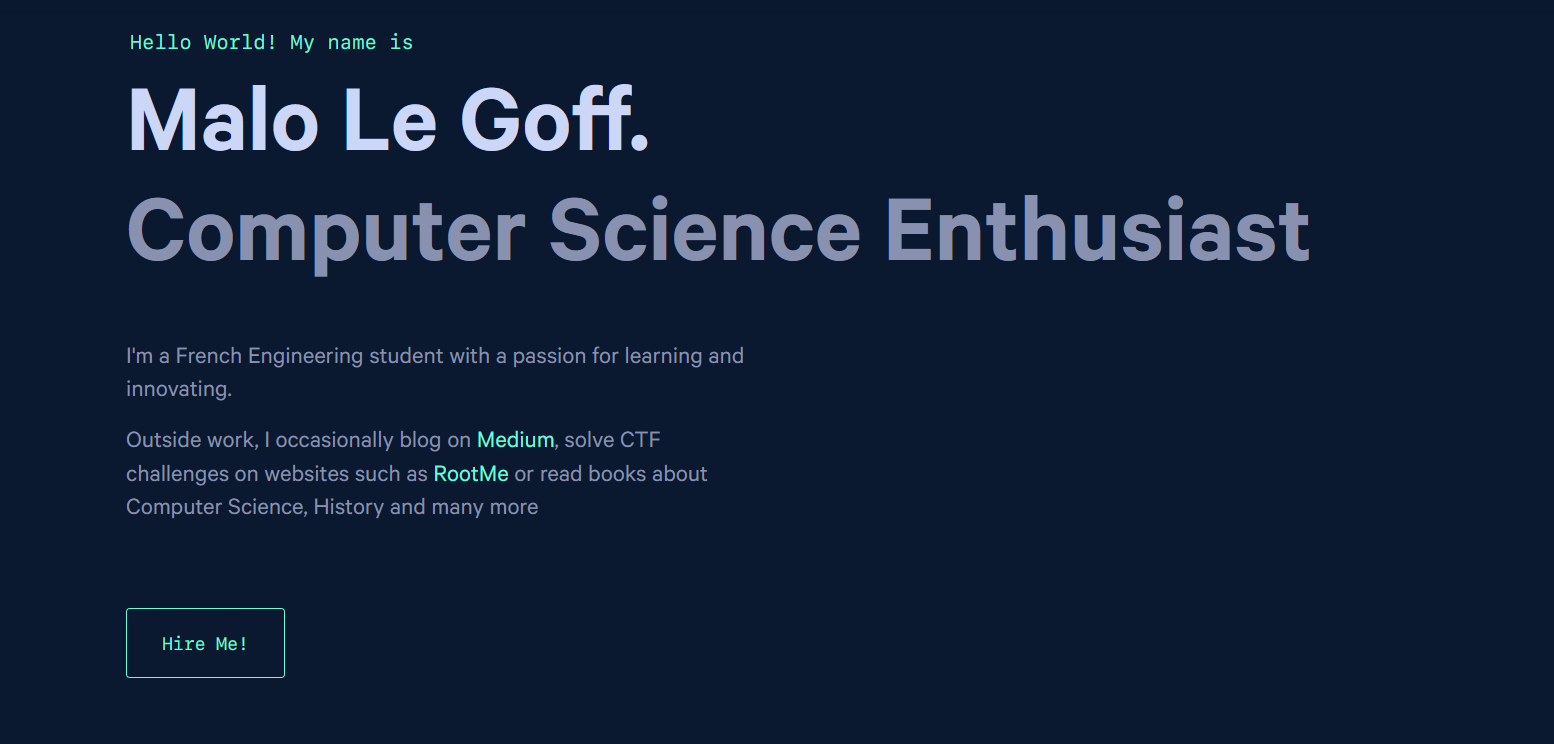 Hello World! My name is
Malo Le Goff.
Computer Science Enthusiast
I'm a French Engineering student with a passion for learning and
innovating.
Outside work, I occasionally blog on Medium, solve CTF
challenges on websites such as RootMe or read books about
Computer Science, History and many more
Hire Me!